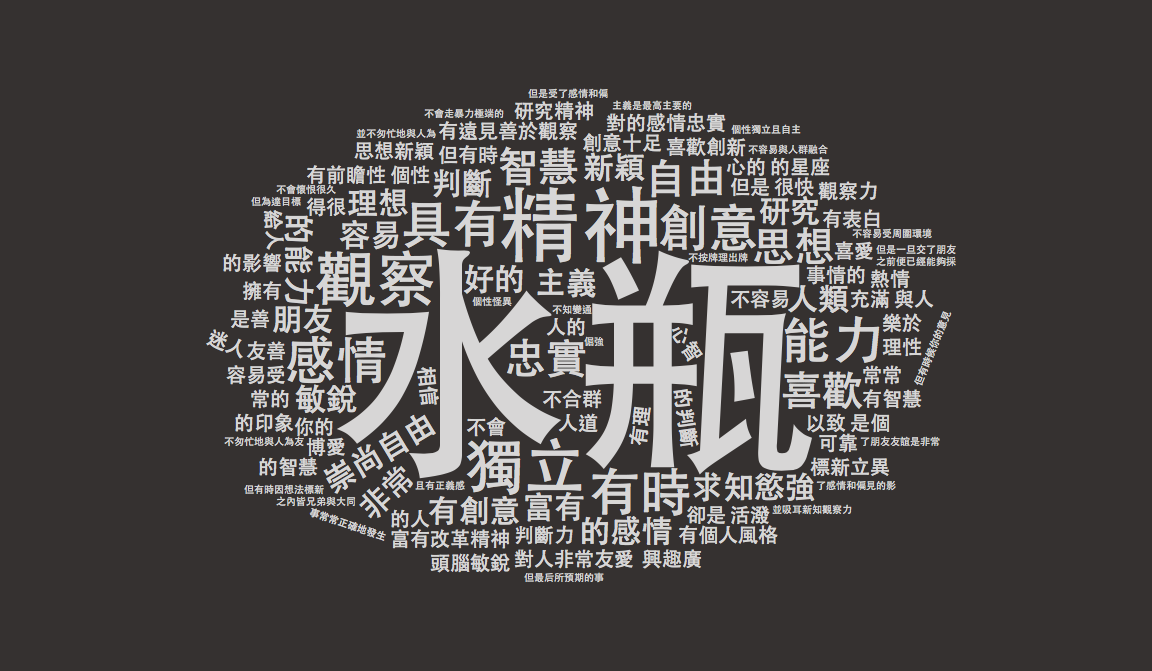 但是受了感情和偏
不會走暴力極端的
研究精神
主義是最高主要的
並不匆忙地與人為
有遠見善於觀察
對的感情忠實
個性獨立且自主
思想新穎
但有時
創意十足
喜歡創新
不容易與人群融合
有前瞻性
個性
判斷
智慧
新穎
自由
心的
的星座
不會懷恨很久
但是
很快
觀察力
但為達目標
得很
理想
具有
精神
創意
研究
有表白
給人
的能力
容易
思想
喜愛
不容易受周圍環境
但是一旦交了朋友
之前便已經能夠採
不按牌理出牌
的影響
觀察
好的
主義
事情的
熱情
擁有
個性怪異
不知變通
不容易
人類
充滿
與人
是善
朋友
水瓶
人的
倔強
心智
能力
樂於
理性
但有時候你的意見
迷人
友善
感情
忠實
容易受
相信
喜歡
常常
有智慧
常的
敏銳
不合群
的判斷
有理
的印象
你的
崇尚自由
不會
人道
以致
是個
不匆忙地與人為友
博愛
可靠
了朋友友誼是非常
的智慧
非常
獨立
標新立異
但有時因想法標新
且有正義感
有時
求知慾強
了感情和偏見的影
之內皆兄弟與大同
事常常正確地發生
的人
有創意
富有
卻是
活潑
並吸耳新知觀察力
富有改革精神
判斷力
的感情
有個人風格
頭腦敏銳
對人非常友愛
興趣廣
但最后所預期的事